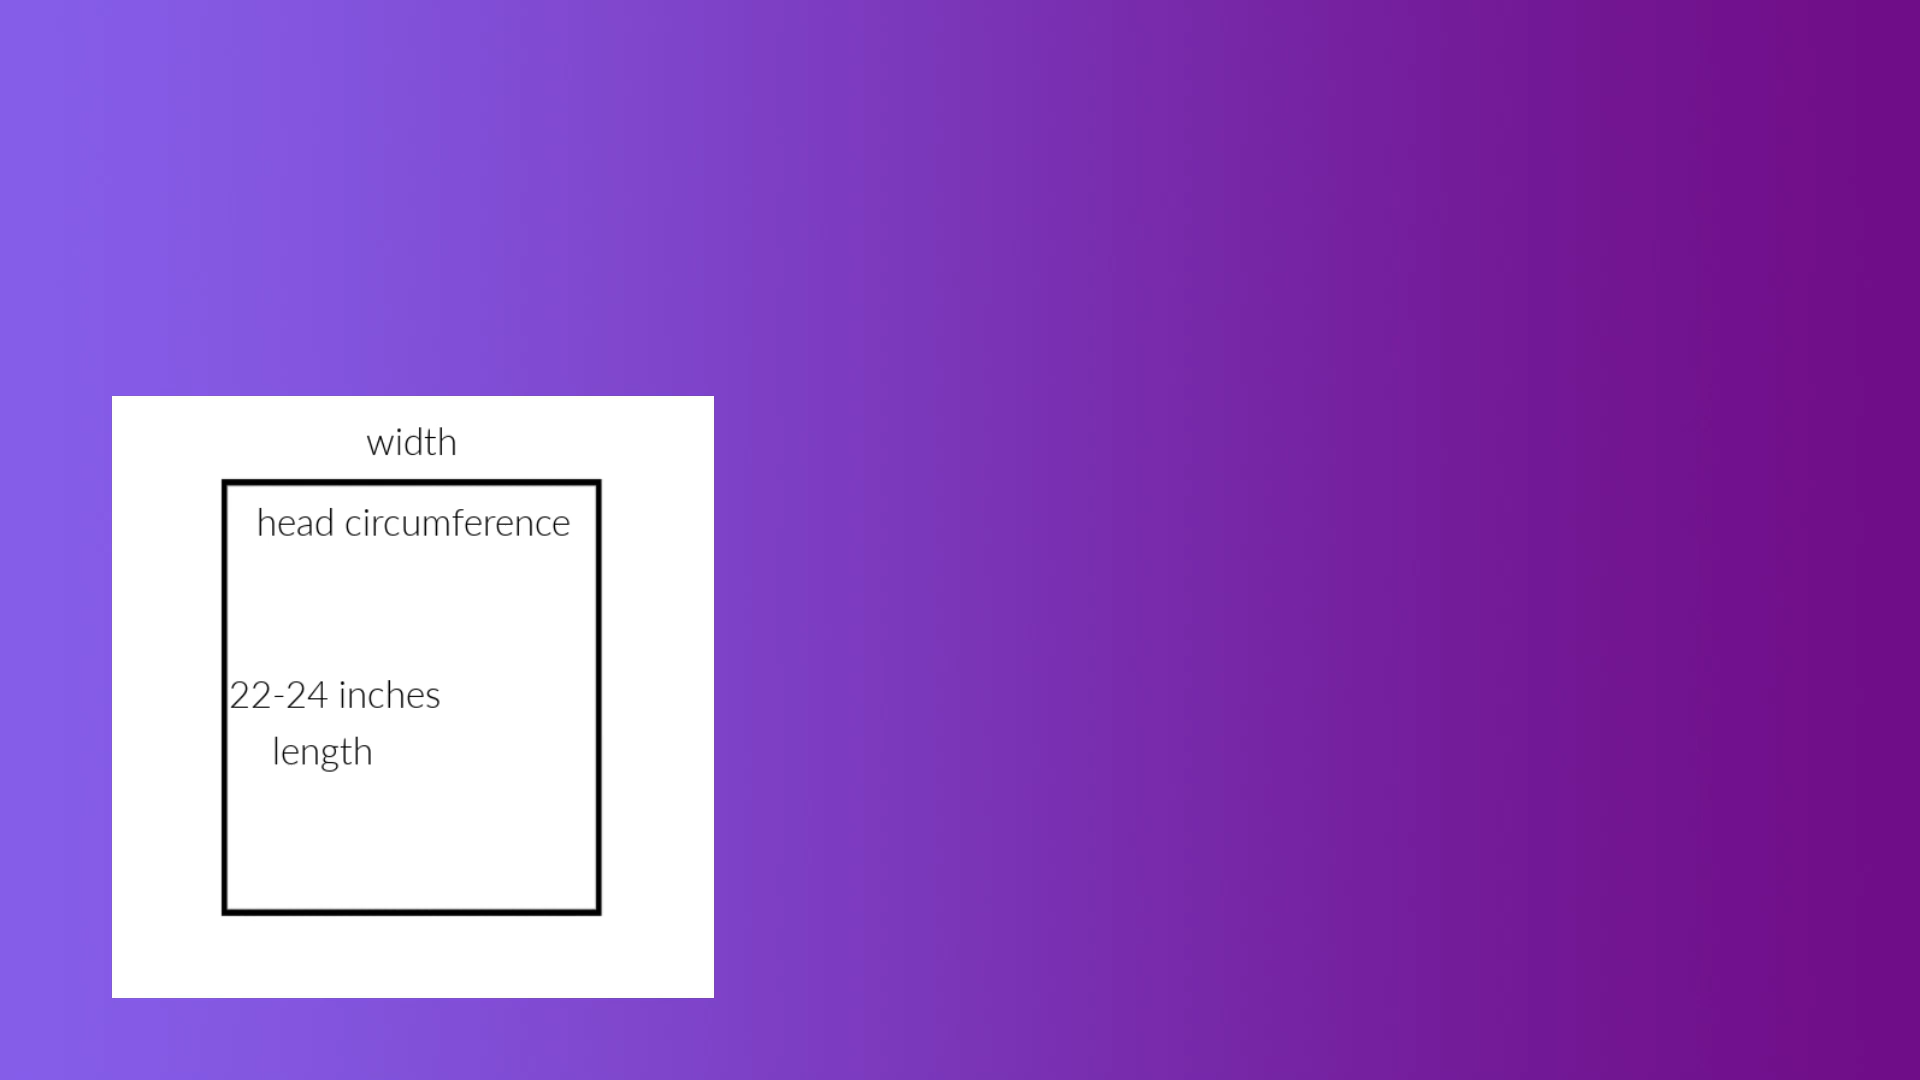 width
head circumference
22-24 inches
length